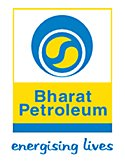 Bharat
Petroleum
energising lives